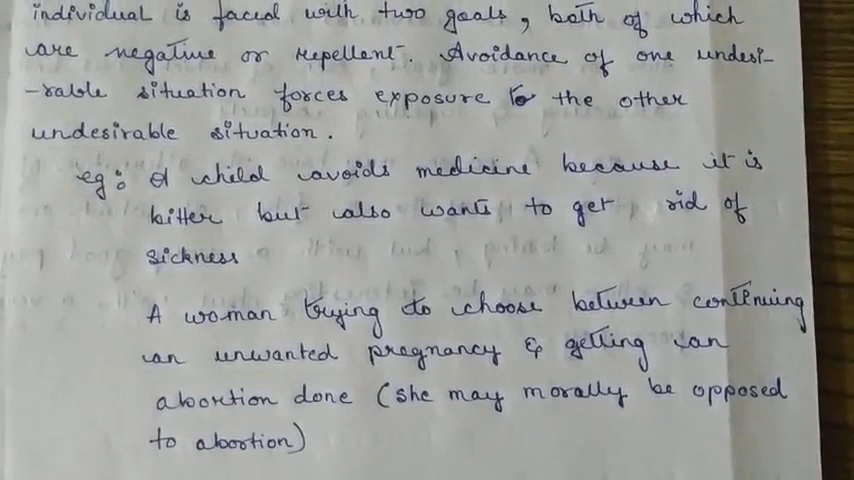 individual is faced with two goals, both of which
are negative or repellent. Avoidance of one undesi-
-rable situation forces exposure to the other
undesirable situation.
eg: A child avoids medicine because it is
bitter but also wants to get rid of
sickness
A woman trying to choose between continuing
an unwanted pregnancy & getting an
abortion done (she may morally be opposed
to abortion)